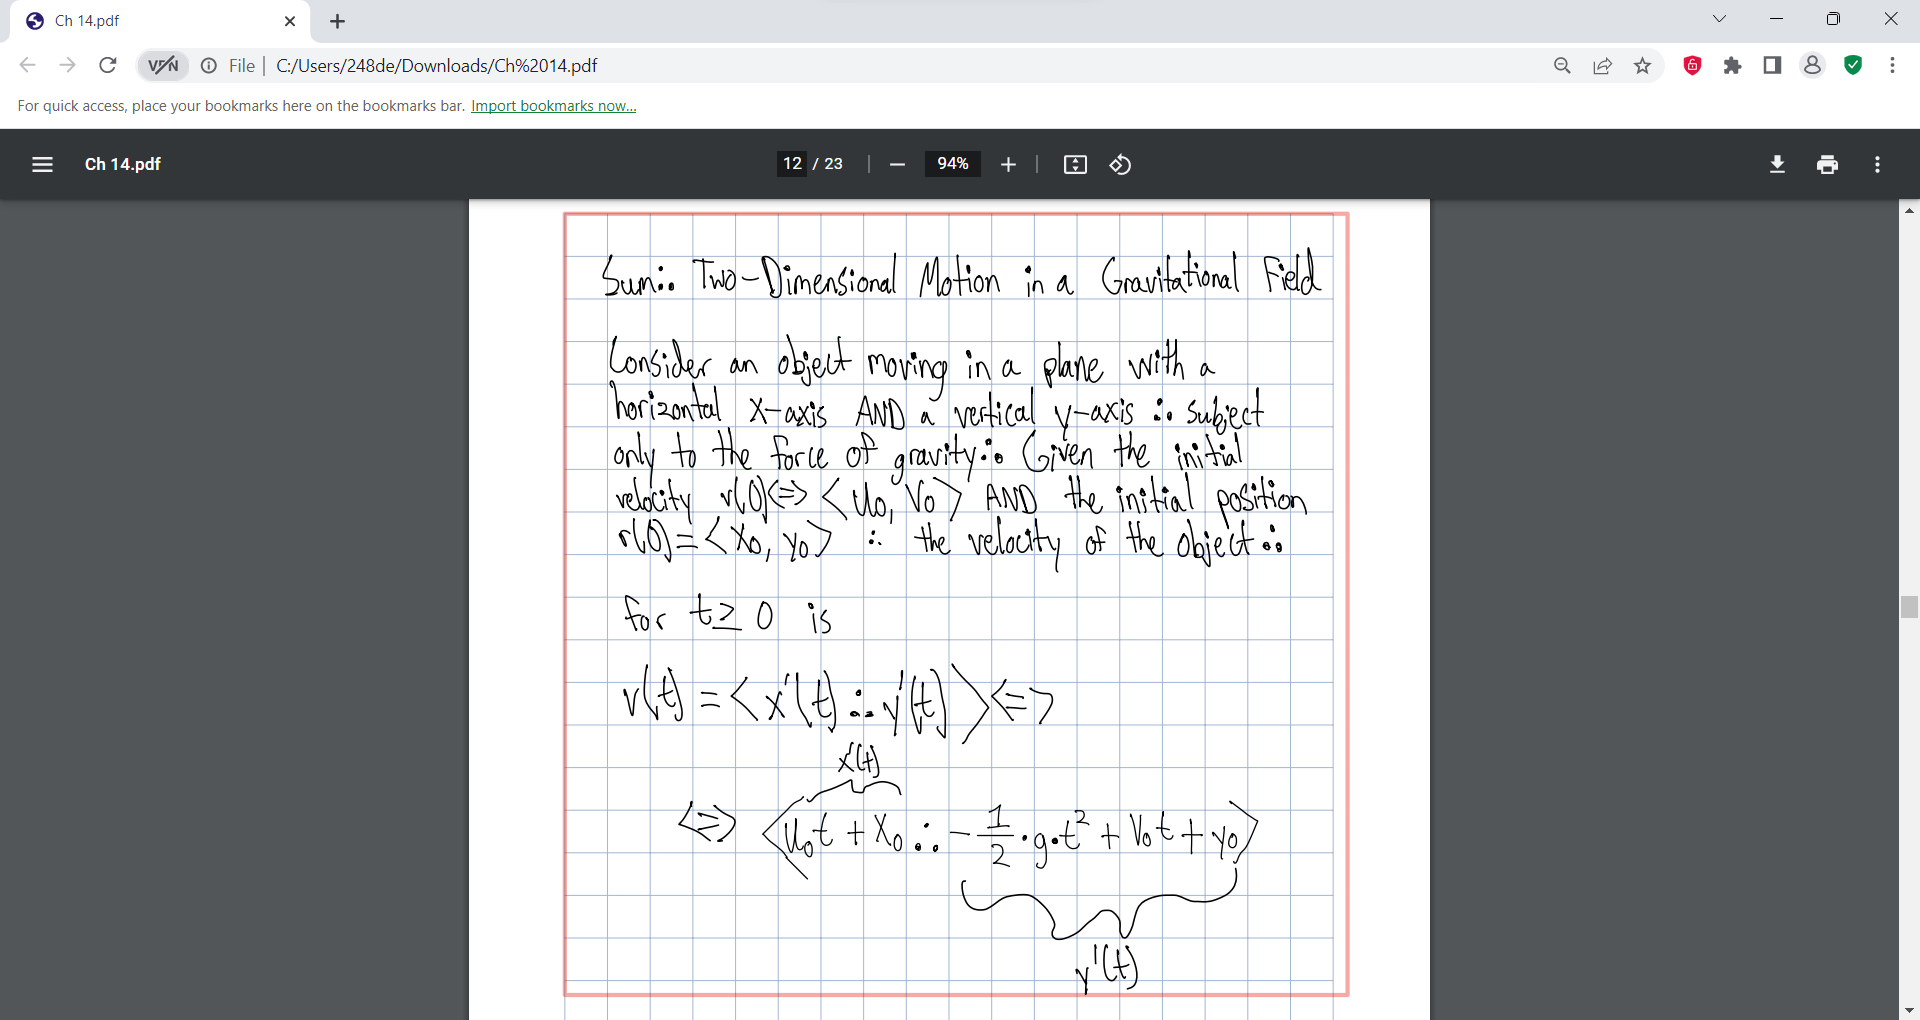 Ch 14.pdf
VPN File C:/Users/248de/Downloads/Ch%2014.pdf
For quick access, place your bookmarks here on the bookmarks bar. Import bookmarks now...
Ch 14.pdf 12 / 23 94%
Sum∴ Two-Dimensional Motion in a Gravitational Field
Consider an object moving in a plane with a
horizontal x-axis AND a vertical y-axis ∴ subject
only to the force of gravity∴ Given the initial
velocity v(0)<=> <u₀, v₀> AND the initial position
r(0)=<x₀, y₀> ∴ the velocity of the object∴
for t≥0 is
v(t) = <x'(t) ∴ y'(t)> <=>
x'(t)
<=> <u₀t + x₀ ∴ -1/2·g·t² + v₀t + y₀>
y'(t)